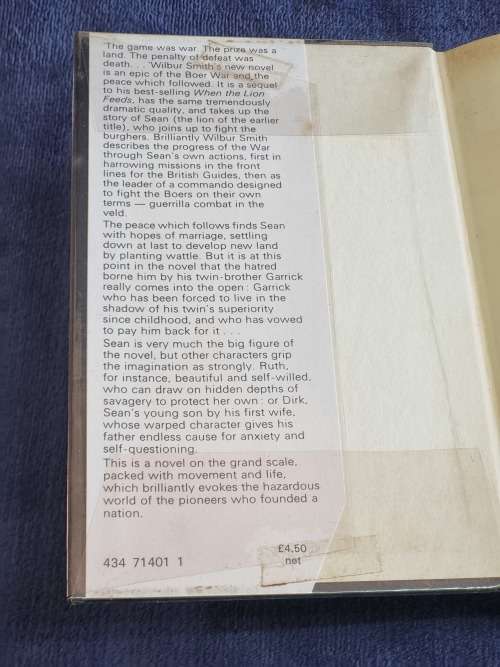 'The game was war. The prize was a
land. The penalty of defeat was
death. . . 'Wilbur Smith's new novel
is an epic of the Boer War and the
peace which followed. It is a sequel
to his best-selling When the Lion
Feeds, has the same tremendously
dramatic quality, and takes up the
story of Sean (the lion of the earlier
title), who joins up to fight the
burghers. Brilliantly Wilbur Smith
describes the progress of the War
through Sean's own actions, first in
harrowing missions in the front
lines for the British Guides, then as
the leader of a commando designed
to fight the Boers on their own
terms — guerrilla combat in the
veld.
The peace which follows finds Sean
with hopes of marriage, settling
down at last to develop new land
by planting wattle. But it is at this
point in the novel that the hatred
borne him by his twin-brother Garrick
really comes into the open : Garrick
who has been forced to live in the
shadow of his twin's superiority
since childhood, and who has vowed
to pay him back for it . . .
Sean is very much the big figure of
the novel, but other characters grip
the imagination as strongly. Ruth,
for instance, beautiful and self-willed,
who can draw on hidden depths of
savagery to protect her own : or Dirk,
Sean's young son by his first wife,
whose warped character gives his
father endless cause for anxiety and
self-questioning.
This is a novel on the grand scale,
packed with movement and life,
which brilliantly evokes the hazardous
world of the pioneers who founded a
nation.
£4.50
net
434 71401 1